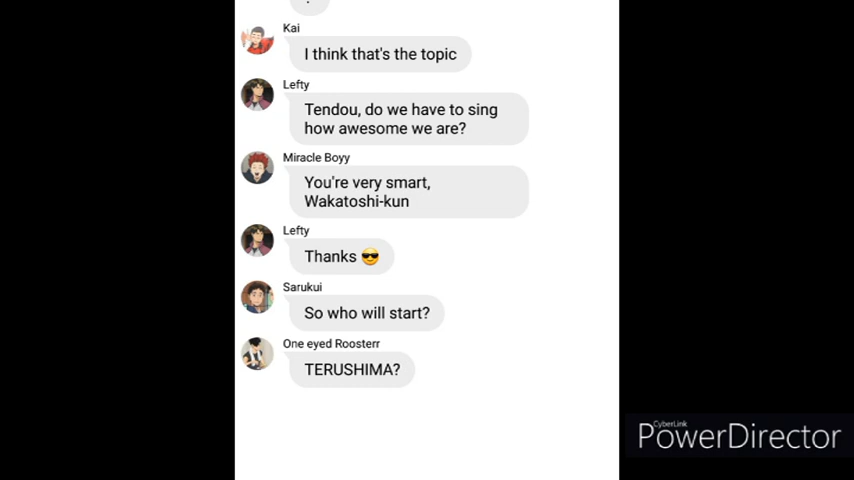 Kai
I think that's the topic
Lefty
Tendou, do we have to sing
how awesome we are?
Miracle Boyy
You're very smart,
Wakatoshi-kun
Lefty
Thanks 😎
Sarukui
So who will start?
One eyed Roosterr
TERUSHIMA?
CyberLink
PowerDirector